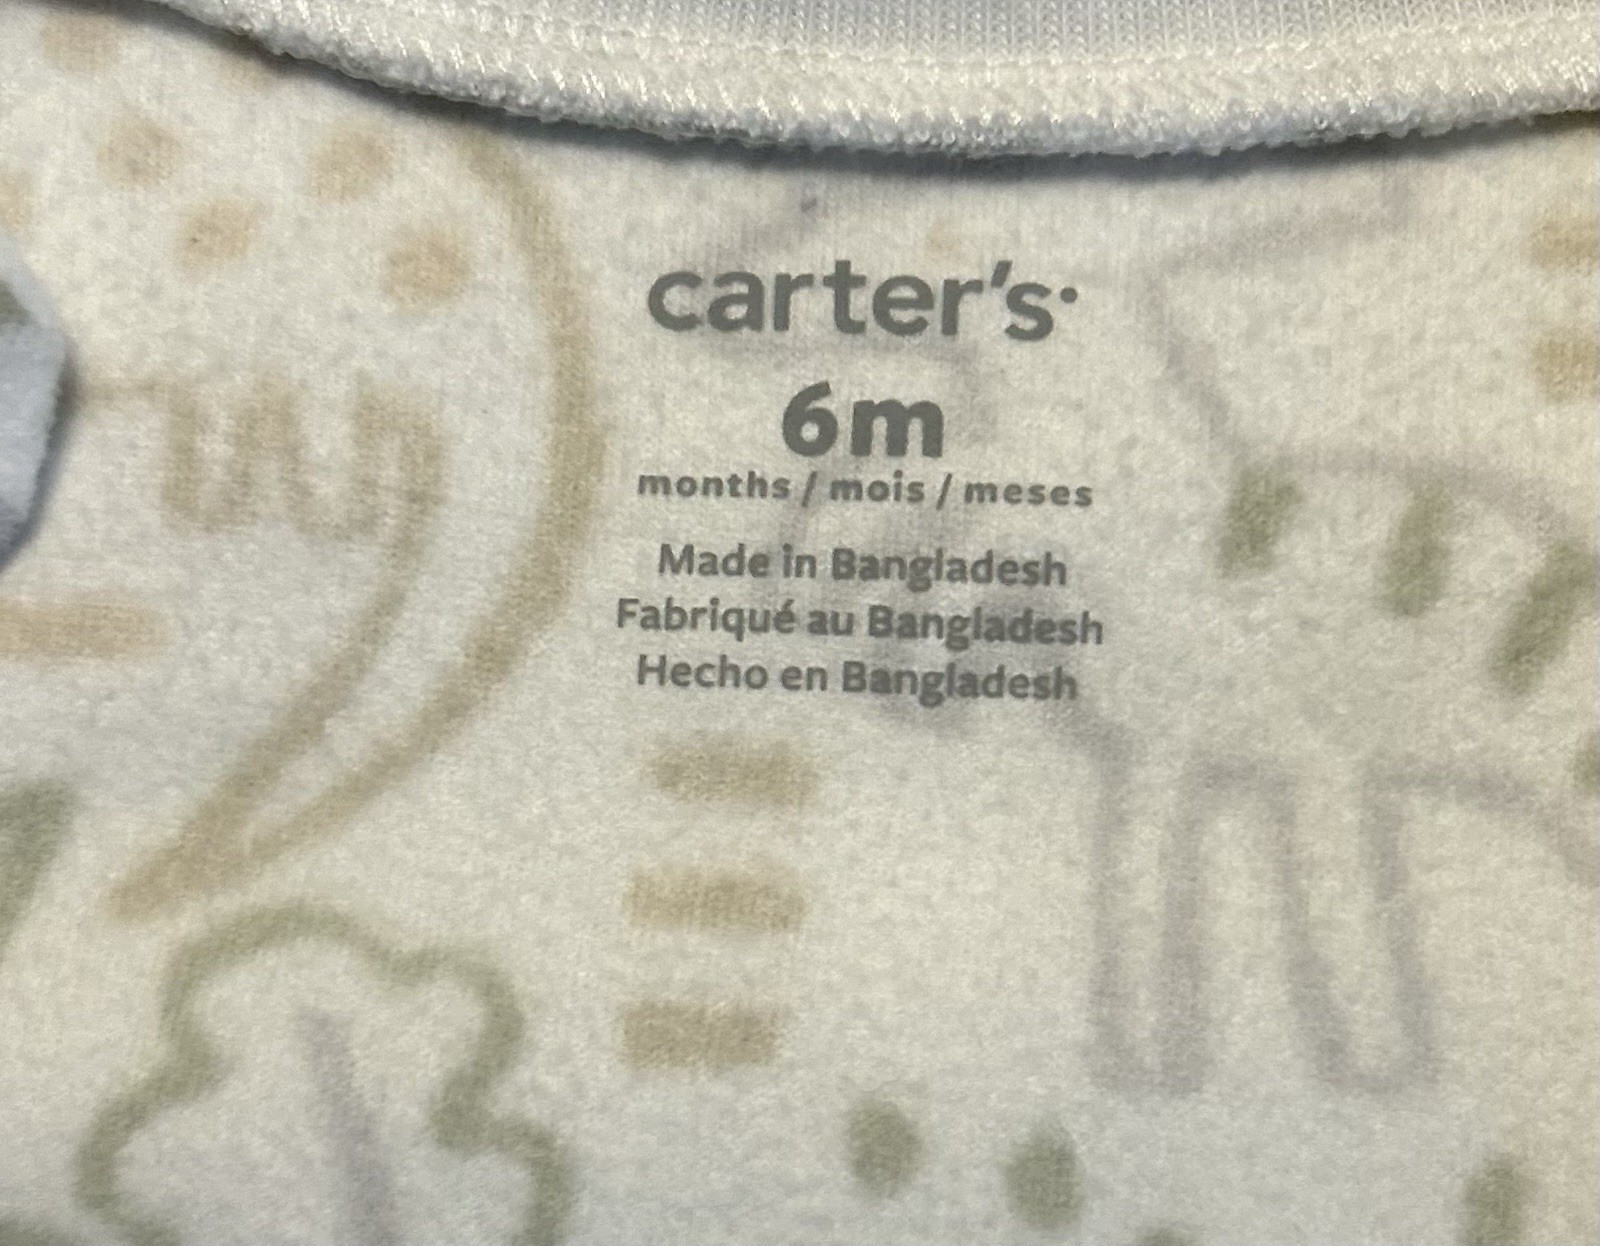 carter's
6m
months / mois / meses
Made in Bangladesh
Fabriqué au Bangladesh
Hecho en Bangladesh